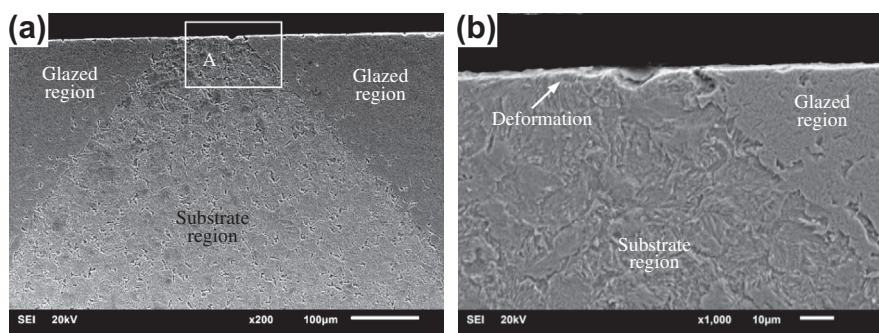 (a)
A
Glazed
region
Glazed
region
Substrate
region
SEI 20kV x200 100μm
(b)
Deformation
Glazed
region
Substrate
region
SEI 20kV x1,000 10μm